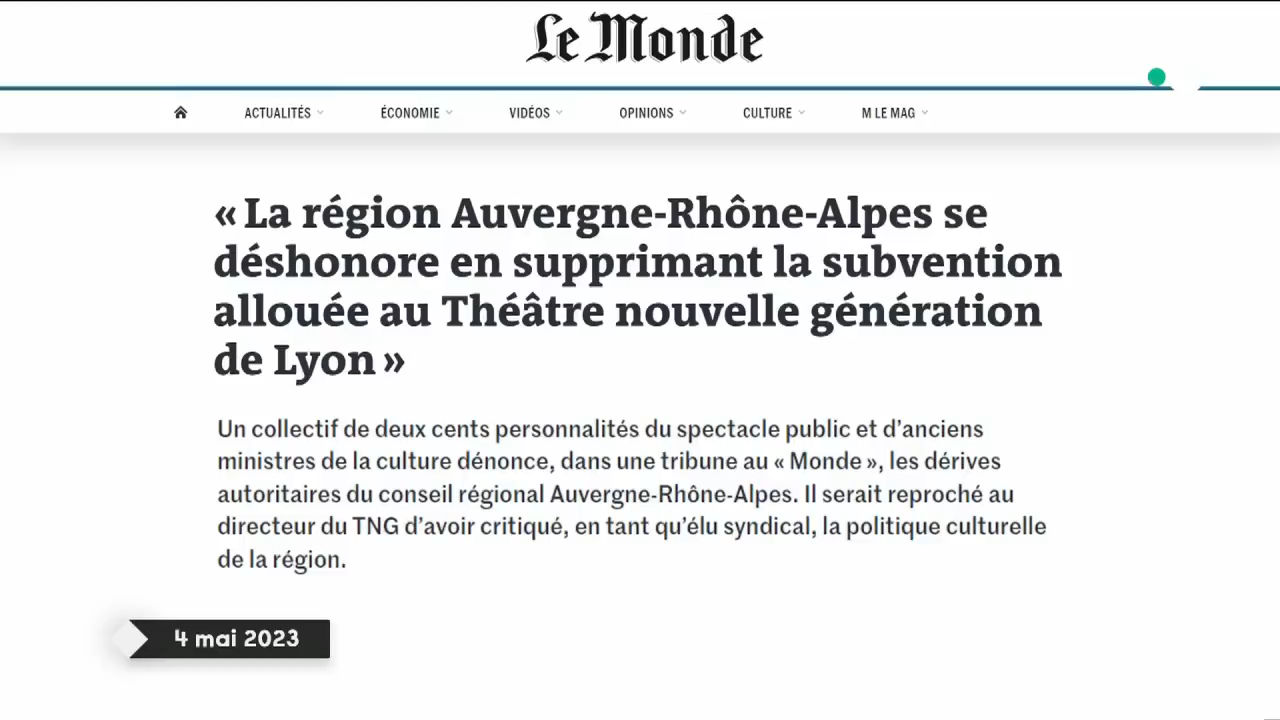 Le Monde
ACTUALITÉS ÉCONOMIE VIDÉOS OPINIONS CULTURE M LE MAG
« La région Auvergne-Rhône-Alpes se
déshonore en supprimant la subvention
allouée au Théâtre nouvelle génération
de Lyon »
Un collectif de deux cents personnalités du spectacle public et d’anciens
ministres de la culture dénonce, dans une tribune au « Monde », les dérives
autoritaires du conseil régional Auvergne-Rhône-Alpes. Il serait reproché au
directeur du TNG d’avoir critiqué, en tant qu’élu syndical, la politique culturelle
de la région.
4 mai 2023